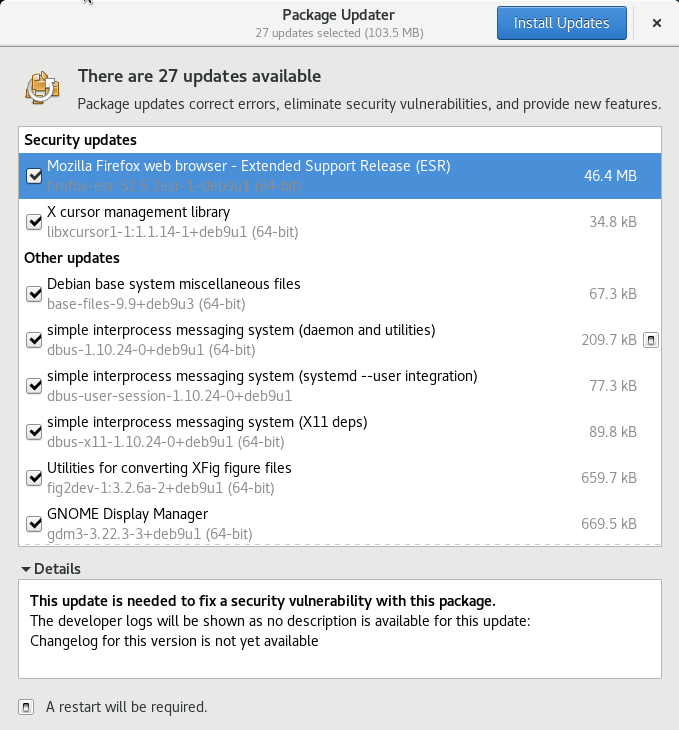 Package Updater
27 updates selected (103.5 MB)
Install Updates
There are 27 updates available
Package updates correct errors, eliminate security vulnerabilities, and provide new features.
Security updates
Mozilla Firefox web browser - Extended Support Release (ESR)
firefox-esr-52.5.2esr-1~deb9u1 (64-bit)
46.4 MB
X cursor management library
libxcursor1-1:1.1.14-1+deb9u1 (64-bit)
34.8 kB
Other updates
Debian base system miscellaneous files
base-files-9.9+deb9u3 (64-bit)
67.3 kB
simple interprocess messaging system (daemon and utilities)
dbus-1.10.24-0+deb9u1 (64-bit)
209.7 kB
simple interprocess messaging system (systemd --user integration)
dbus-user-session-1.10.24-0+deb9u1
77.3 kB
simple interprocess messaging system (X11 deps)
dbus-x11-1.10.24-0+deb9u1 (64-bit)
89.8 kB
Utilities for converting XFig figure files
fig2dev-1:3.2.6a-2+deb9u1 (64-bit)
659.7 kB
GNOME Display Manager
gdm3-3.22.3-3+deb9u1 (64-bit)
669.5 kB
Details
This update is needed to fix a security vulnerability with this package.
The developer logs will be shown as no description is available for this update:
Changelog for this version is not yet available
A restart will be required.